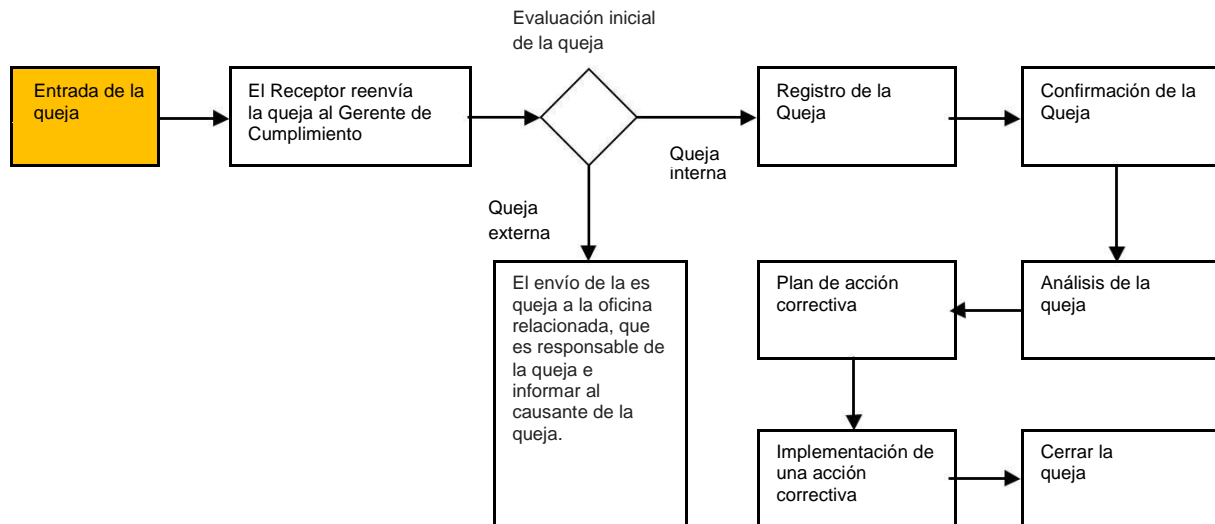 Evaluación inicial
de la queja
Entrada de la
queja
El Receptor reenvía
la queja al Gerente de
Cumplimiento
Registro de la
Queja
Confirmación de la
Queja
Queja
interna
Queja
externa
El envío de la es
queja a la oficina
relacionada, que
es responsable de
la queja e
informar al
causante de la
queja.
Plan de acción
correctiva
Análisis de la
queja
Implementación de
una acción
correctiva
Cerrar la
queja